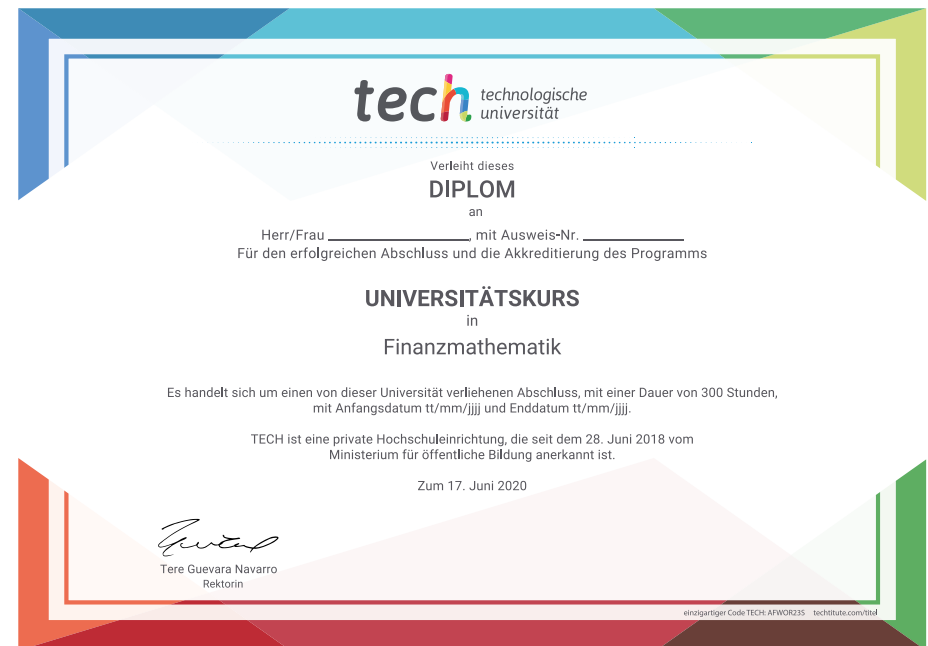 tech technologische
universität
Verleiht dieses
DIPLOM
an
Herr/Frau ____________________, mit Ausweis-Nr. ______________
Für den erfolgreichen Abschluss und die Akkreditierung des Programms
UNIVERSITÄTSKURS
in
Finanzmathematik
Es handelt sich um einen von dieser Universität verliehenen Abschluss, mit einer Dauer von 300 Stunden,
mit Anfangsdatum tt/mm/jjjj und Enddatum tt/mm/jjjj.
TECH ist eine private Hochschuleinrichtung, die seit dem 28. Juni 2018 vom
Ministerium für öffentliche Bildung anerkannt ist.
Zum 17. Juni 2020
Tere Guevara Navarro
Rektorin
einzigartiger Code TECH: AFWOR23S techtitute.com/titel